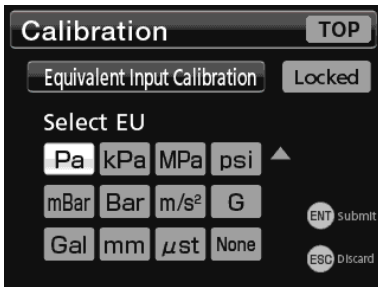 Calibration TOP
Equivalent Input Calibration Locked
Select EU
Pa kPa MPa psi
mBar Bar m/s² G
ENT Submit
Gal mm μst None
ESC Discard